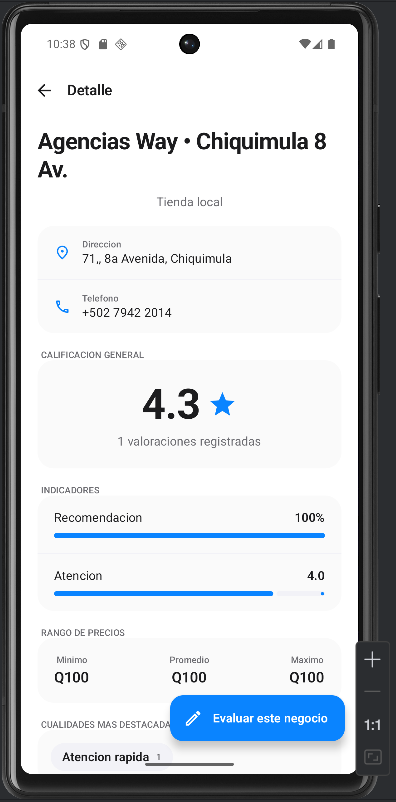 10:38
Detalle
Agencias Way • Chiquimula 8
Av.
Tienda local
Direccion
71,, 8a Avenida, Chiquimula
Telefono
+502 7942 2014
CALIFICACION GENERAL
4.3
1 valoraciones registradas
INDICADORES
Recomendacion 100%
Atencion 4.0
RANGO DE PRECIOS
Minimo Promedio Maximo
Q100 Q100 Q100
Evaluar este negocio
CUALIDADES MAS DESTACADA
Atencion rapida 1
1:1